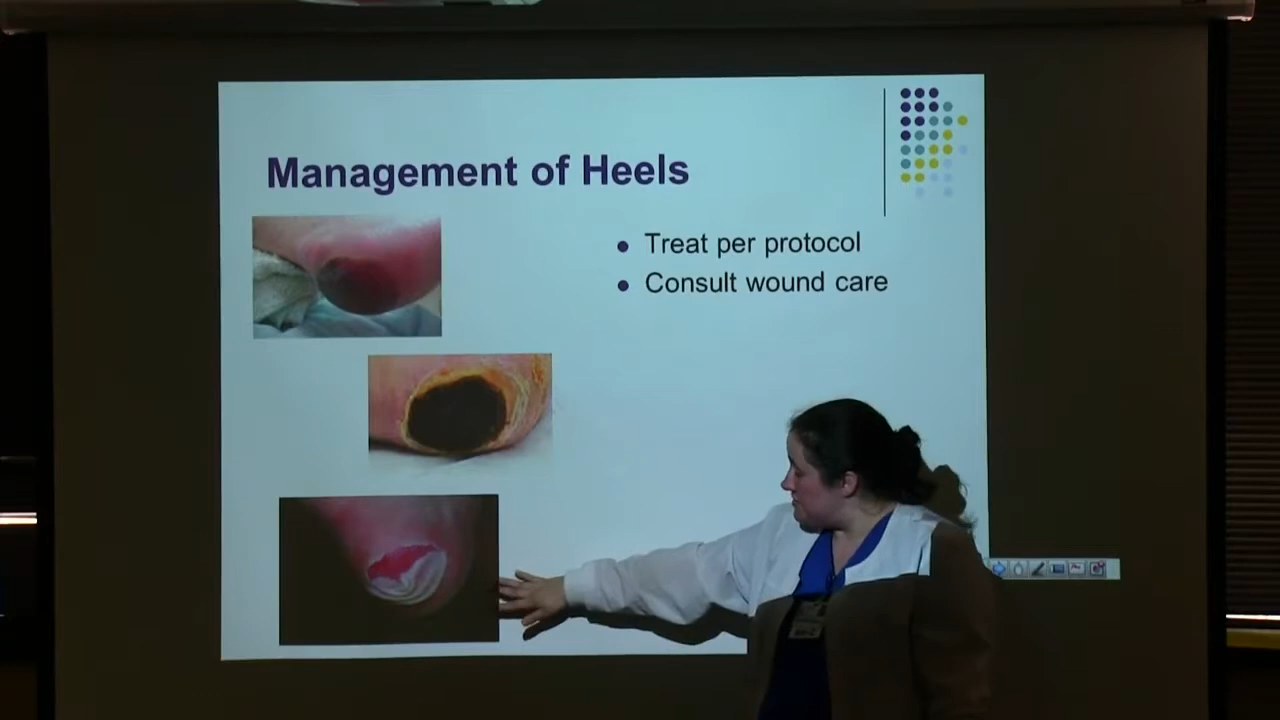 Management of Heels
Treat per protocol
Consult wound care